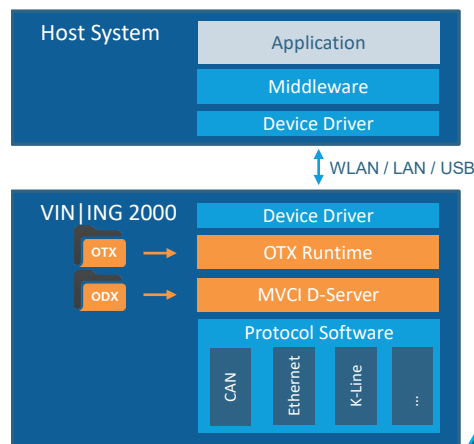 Host System
Application
Middleware
Device Driver
WLAN / LAN / USB
VIN|ING 2000
Device Driver
OTX
OTX Runtime
ODX
MVCI D-Server
Protocol Software
CAN
Ethernet
K-Line
...